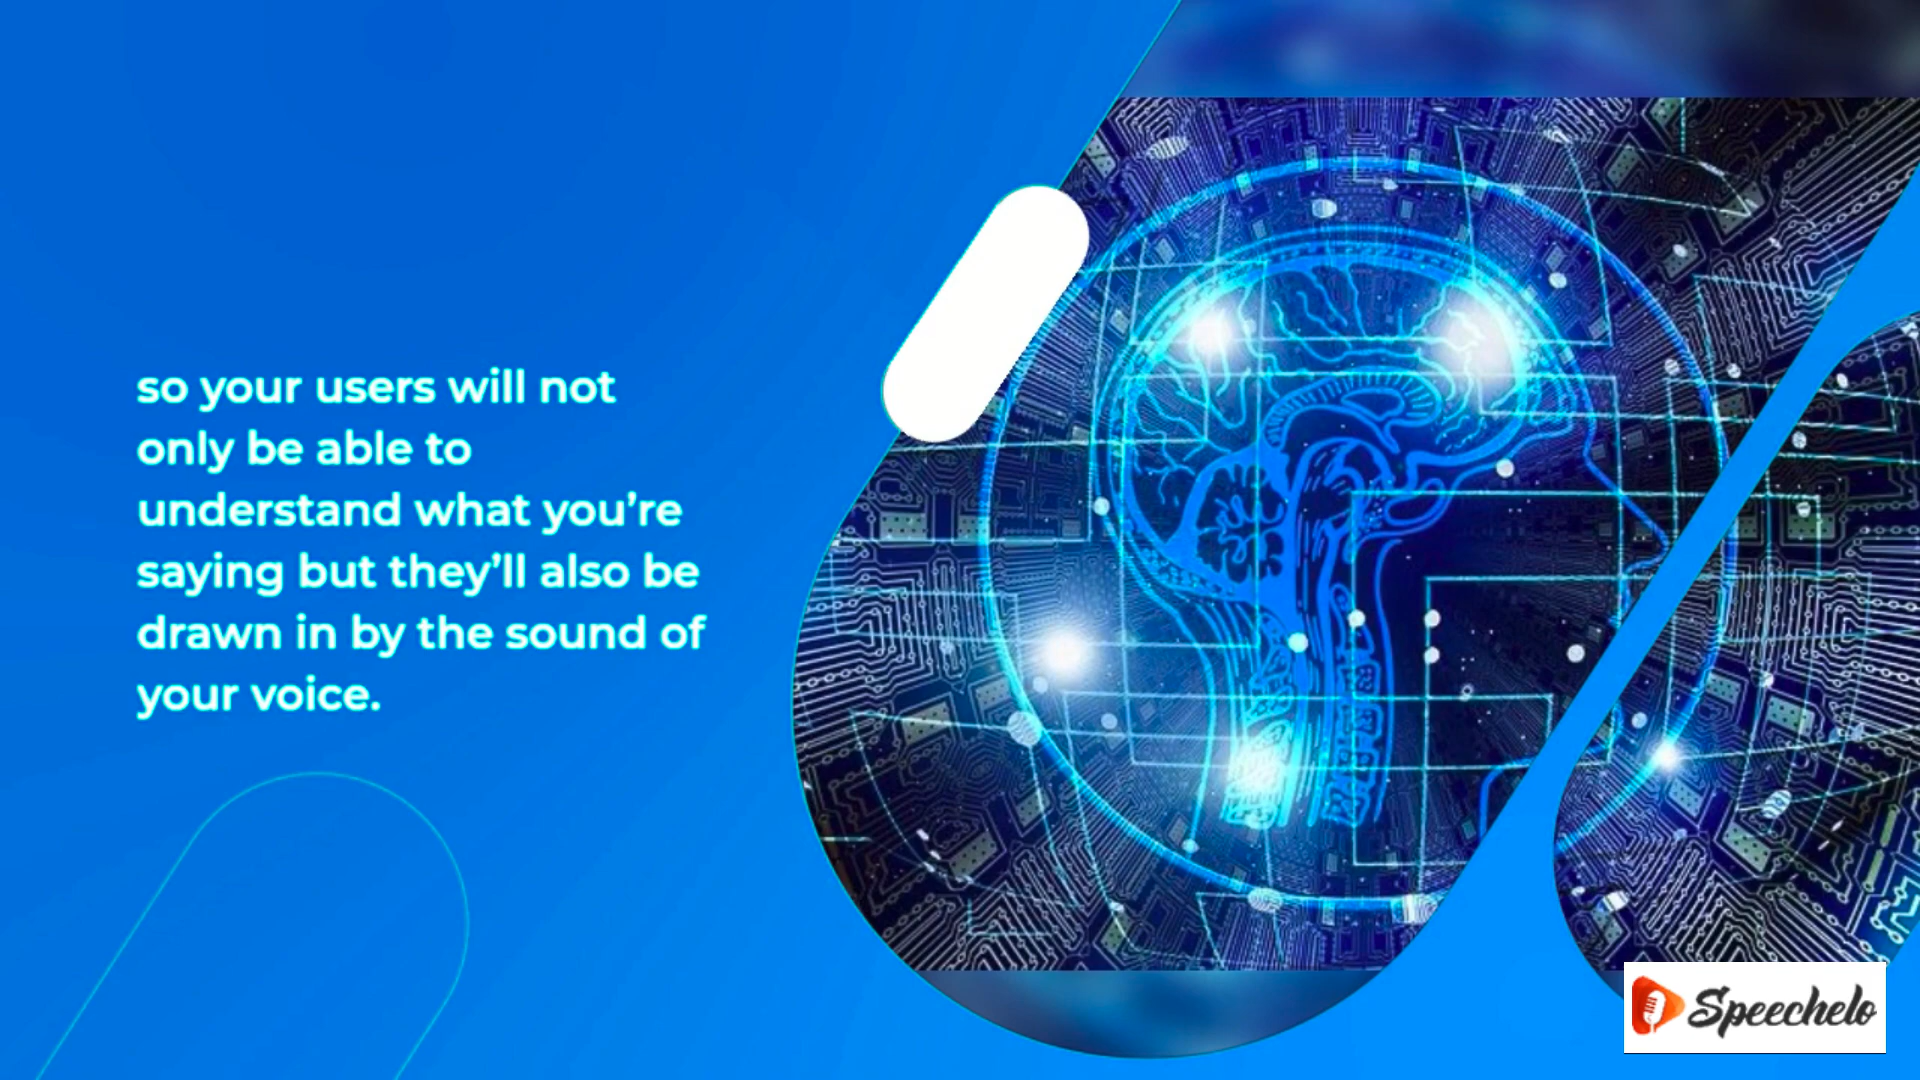 so your users will not
only be able to
understand what you’re
saying but they’ll also be
drawn in by the sound of
your voice.
Speechelo